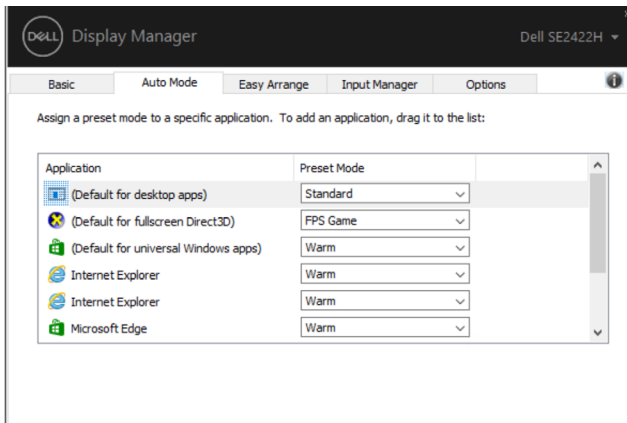 DELL Display Manager Dell SE2422H
Basic Auto Mode Easy Arrange Input Manager Options
Assign a preset mode to a specific application. To add an application, drag it to the list:
Application Preset Mode
(Default for desktop apps) Standard
(Default for fullscreen Direct3D) FPS Game
(Default for universal Windows apps) Warm
Internet Explorer Warm
Internet Explorer Warm
Microsoft Edge Warm